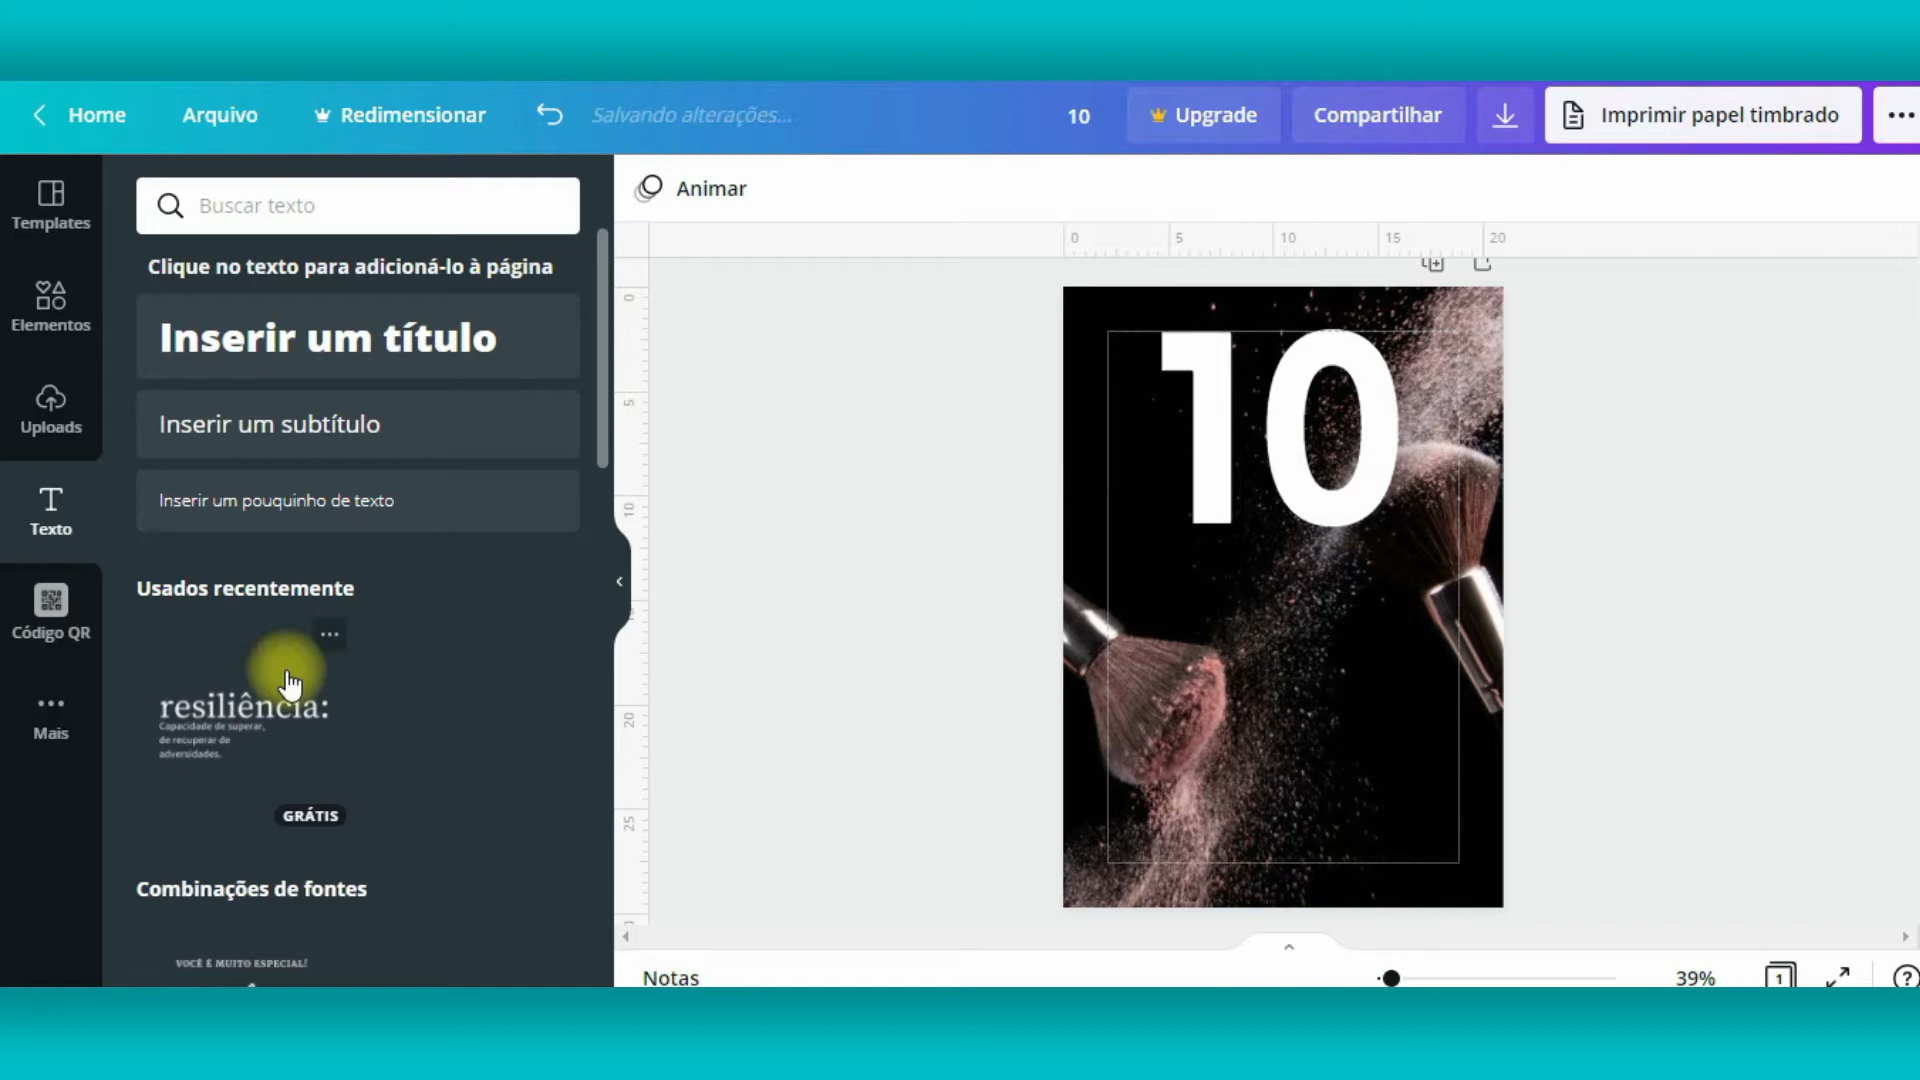 Home
Arquivo
Redimensionar
Salvando alterações...
10
Upgrade
Compartilhar
Imprimir papel timbrado
Templates
Elementos
Uploads
Texto
Código QR
Mais
Buscar texto
Clique no texto para adicioná-lo à página
Inserir um título
Inserir um subtítulo
Inserir um pouquinho de texto
Usados recentemente
resiliência:
Capacidade de superar,
de recuperar de
adversidades.
GRÁTIS
Combinações de fontes
VOCÊ É MUITO ESPECIAL!
Animar
0 5 10 15 20
0
5
10
20
25
10
Notas
39%
1
?